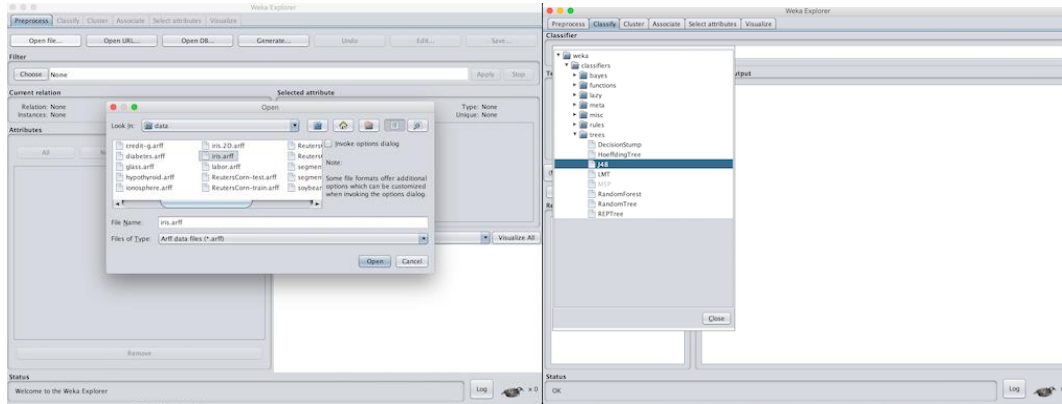 Weka Explorer
Preprocess Classify Cluster Associate Select attributes Visualize
Open file... Open URL... Open DB... Generate... Undo Edit... Save...
Filter
Choose None Apply Stop
Current relation Selected attribute
Relation: None Type: None
Instances: None Unique: None
Attributes
All
Open
Look In: data
credit-g.arff iris.2D.arff Reuters
diabetes.arff iris.arff Reuters
glass.arff labor.arff segmen
hypothyroid.arff ReutersCorn-test.arff segmen
ionosphere.arff ReutersCorn-train.arff soybear
Invoke options dialog
Note:
Some file formats offer additional
options which can be customized
when invoking the options dialog.
File Name: iris.arff
Files of Type: Arff data files (*.arff)
Open Cancel
Visualize All
Remove
Status
Welcome to the Weka Explorer Log x 0
Weka Explorer
Preprocess Classify Cluster Associate Select attributes Visualize
Classifier
weka
classifiers
bayes
functions
lazy
meta
misc
rules
trees
DecisionStump
HoeffdingTree
J48
LMT
M5P
RandomForest
RandomTree
REPTree
Close
Status
OK Log